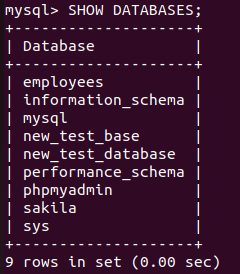 mysql> SHOW DATABASES;
+--------------------+
| Database           |
+--------------------+
| employees          |
| information_schema |
| mysql              |
| new_test_base      |
| new_test_database  |
| performance_schema |
| phpmyadmin         |
| sakila             |
| sys                |
+--------------------+
9 rows in set (0.00 sec)